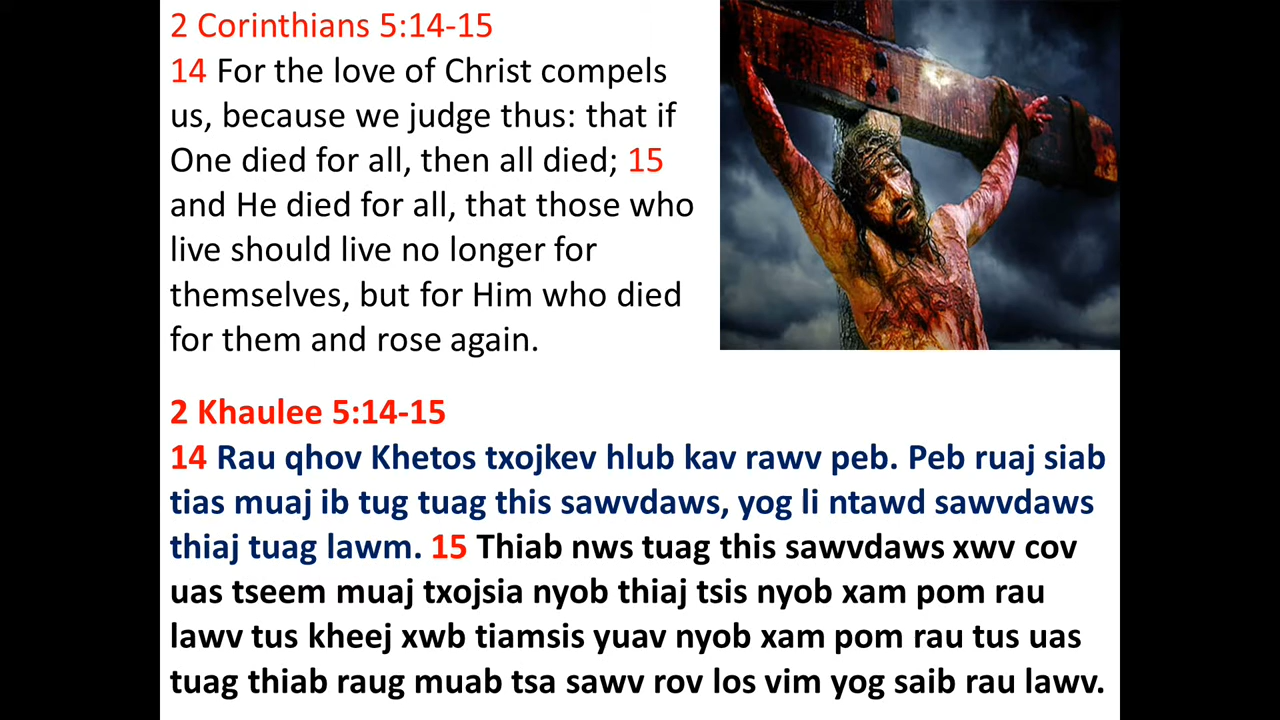 2 Corinthians 5:14-15
14 For the love of Christ compels
us, because we judge thus: that if
One died for all, then all died; 15
and He died for all, that those who
live should live no longer for
themselves, but for Him who died
for them and rose again.
2 Khaulee 5:14-15
14 Rau qhov Khetos txojkev hlub kav rawv peb. Peb ruaj siab
tias muaj ib tug tuag this sawvdaws, yog li ntawd sawvdaws
thiaj tuag lawm. 15 Thiab nws tuag this sawvdaws xwv cov
uas tseem muaj txojsia nyob thiaj tsis nyob xam pom rau
lawv tus kheej xwb tiamsis yuav nyob xam pom rau tus uas
tuag thiab raug muab tsa sawv rov los vim yog saib rau lawv.